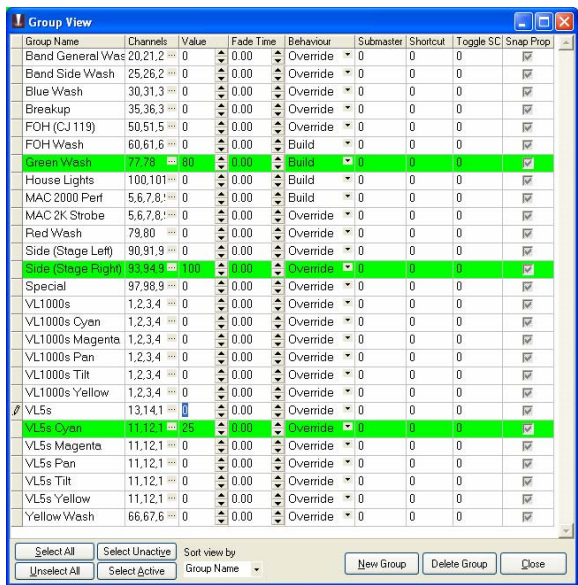 Group View
Group Name Channels Value Fade Time Behaviour Submaster Shortcut Toggle SC Snap Prop
Band General Was 20,21,2 ... 0 0.00 Override 0 0 0
Band Side Wash 25,26,2 ... 0 0.00 Override 0 0 0
Blue Wash 30,31,3 ... 0 0.00 Override 0 0 0
Breakup 35,36,3 ... 0 0.00 Override 0 0 0
FOH (CJ 119) 50,51,5 ... 0 0.00 Override 0 0 0
FOH Wash 60,61,6 ... 0 0.00 Build 0 0 0
Green Wash 77,78 ... 80 0.00 Build 0 0 0
House Lights 100,101 ... 0 0.00 Build 0 0 0
MAC 2000 Perf 5,6,7,8, ... 0 0.00 Build 0 0 0
MAC 2K Strobe 5,6,7,8, ... 0 0.00 Override 0 0 0
Red Wash 79,80 ... 0 0.00 Override 0 0 0
Side (Stage Left) 90,91,9 ... 0 0.00 Override 0 0 0
Side (Stage Right) 93,94,9 ... 100 0.00 Override 0 0 0
Special 97,98,9 ... 0 0.00 Override 0 0 0
VL1000s 1,2,3,4 ... 0 0.00 Override 0 0 0
VL1000s Cyan 1,2,3,4 ... 0 0.00 Override 0 0 0
VL1000s Magenta 1,2,3,4 ... 0 0.00 Override 0 0 0
VL1000s Pan 1,2,3,4 ... 0 0.00 Override 0 0 0
VL1000s Tilt 1,2,3,4 ... 0 0.00 Override 0 0 0
VL1000s Yellow 1,2,3,4 ... 0 0.00 Override 0 0 0
VL5s 13,14,1 ... 0 0.00 Override 0 0 0
VL5s Cyan 11,12,1 ... 25 0.00 Override 0 0 0
VL5s Magenta 11,12,1 ... 0 0.00 Override 0 0 0
VL5s Pan 11,12,1 ... 0 0.00 Override 0 0 0
VL5s Tilt 11,12,1 ... 0 0.00 Override 0 0 0
VL5s Yellow 11,12,1 ... 0 0.00 Override 0 0 0
Yellow Wash 66,67,6 ... 0 0.00 Override 0 0 0
Select All Select Unactive Sort view by
Unselect All Select Active Group Name New Group Delete Group Close